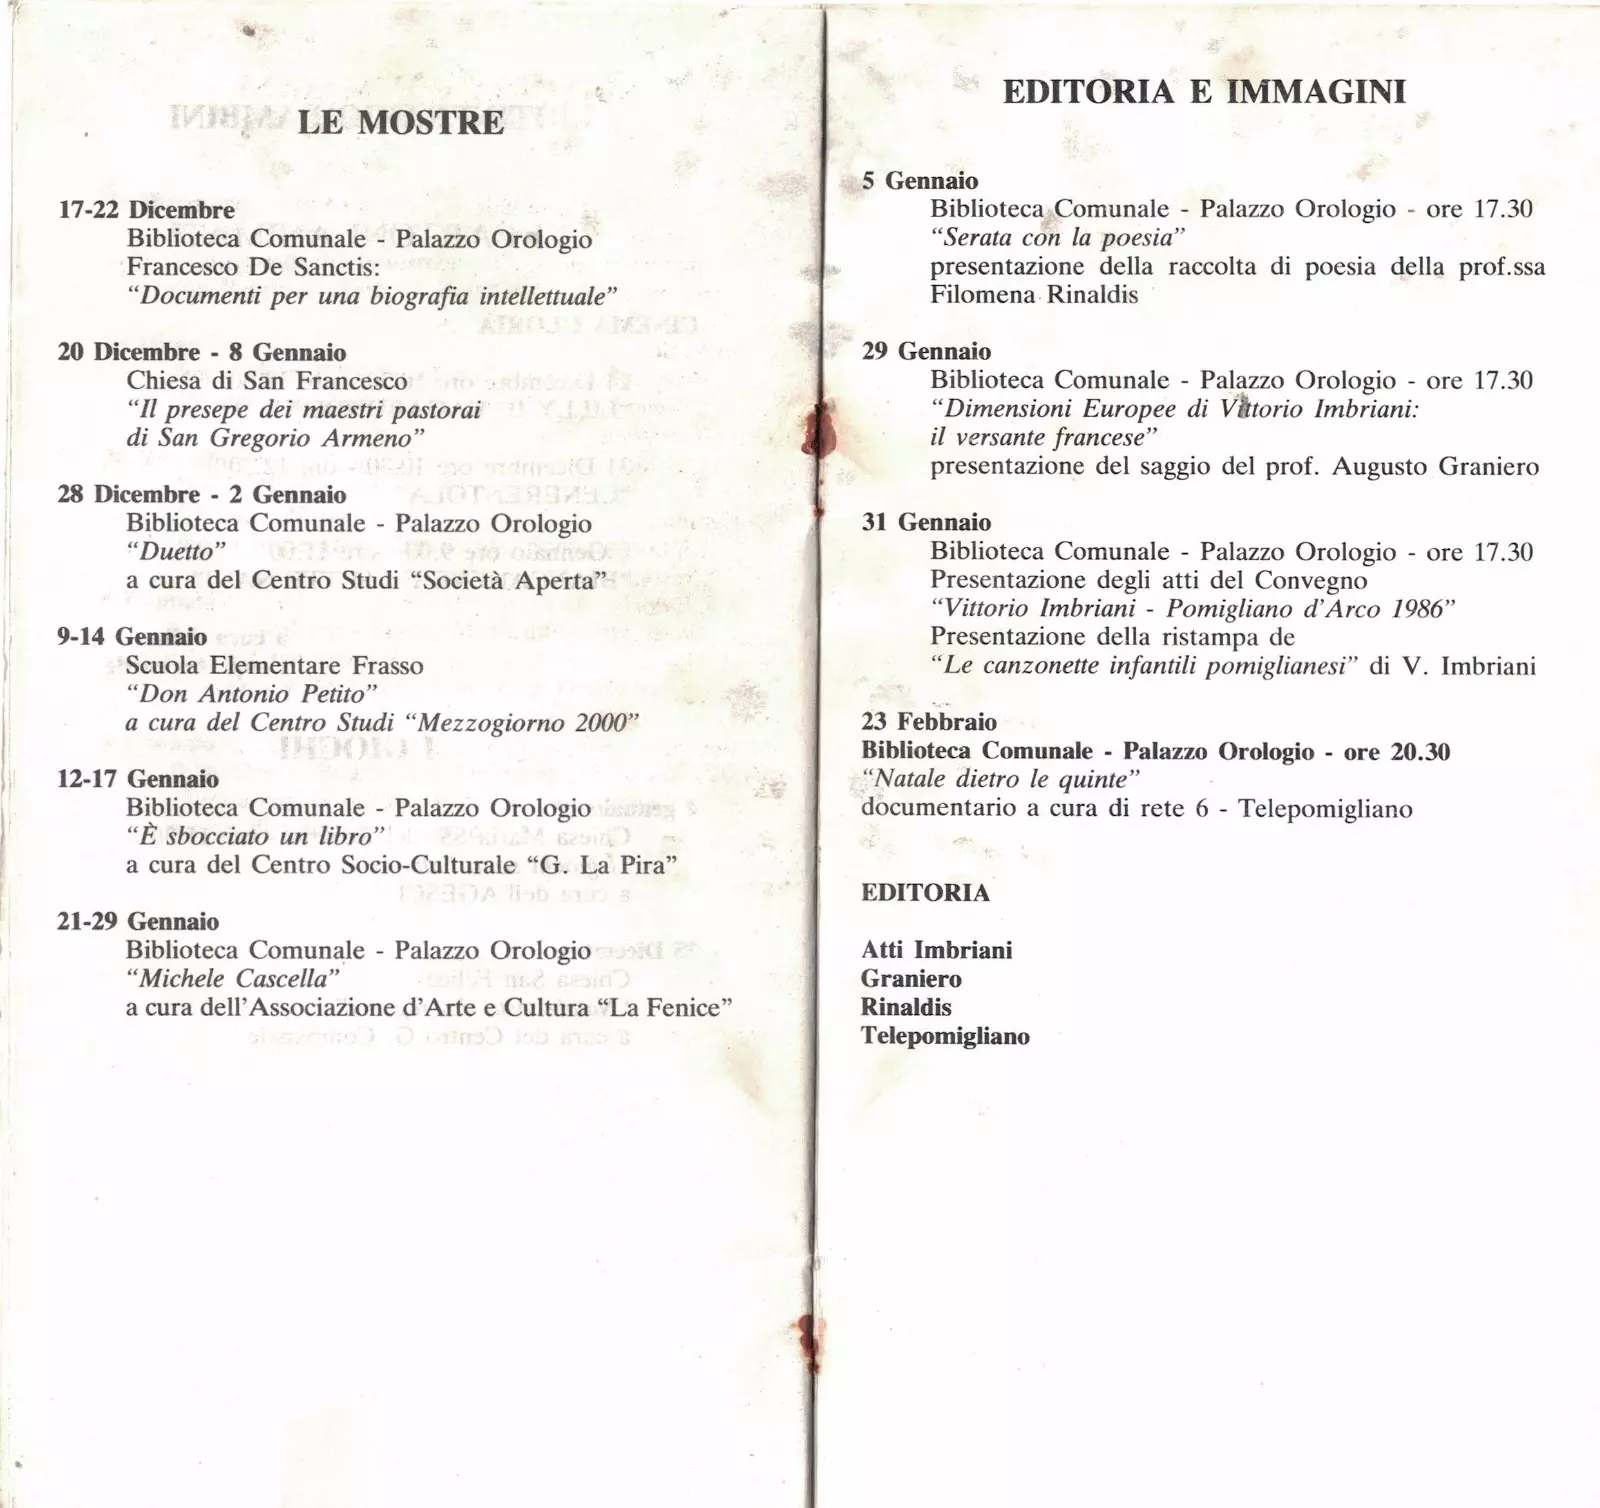 LE MOSTRE
17-22 Dicembre
Biblioteca Comunale - Palazzo Orologio
Francesco De Sanctis:
“Documenti per una biografia intellettuale”
20 Dicembre - 8 Gennaio
Chiesa di San Francesco
“Il presepe dei maestri pastorai
di San Gregorio Armeno”
28 Dicembre - 2 Gennaio
Biblioteca Comunale - Palazzo Orologio
“Duetto”
a cura del Centro Studi “Società Aperta”
9-14 Gennaio
Scuola Elementare Frasso
“Don Antonio Petito”
a cura del Centro Studi “Mezzogiorno 2000”
12-17 Gennaio
Biblioteca Comunale - Palazzo Orologio
“È sbocciato un libro”
a cura del Centro Socio-Culturale “G. La Pira”
21-29 Gennaio
Biblioteca Comunale - Palazzo Orologio
“Michele Cascella”
a cura dell’Associazione d’Arte e Cultura “La Fenice”
EDITORIA E IMMAGINI
5 Gennaio
Biblioteca Comunale - Palazzo Orologio - ore 17.30
“Serata con la poesia”
presentazione della raccolta di poesia della prof.ssa
Filomena Rinaldis
29 Gennaio
Biblioteca Comunale - Palazzo Orologio - ore 17.30
“Dimensioni Europee di Vittorio Imbriani:
il versante francese”
presentazione del saggio del prof. Augusto Graniero
31 Gennaio
Biblioteca Comunale - Palazzo Orologio - ore 17.30
Presentazione degli atti del Convegno
“Vittorio Imbriani - Pomigliano d’Arco 1986”
Presentazione della ristampa de
“Le canzonette infantili pomiglianesi” di V. Imbriani
23 Febbraio
Biblioteca Comunale - Palazzo Orologio - ore 20.30
“Natale dietro le quinte”
documentario a cura di rete 6 - Telepomigliano
EDITORIA
Atti Imbriani
Graniero
Rinaldis
Telepomigliano